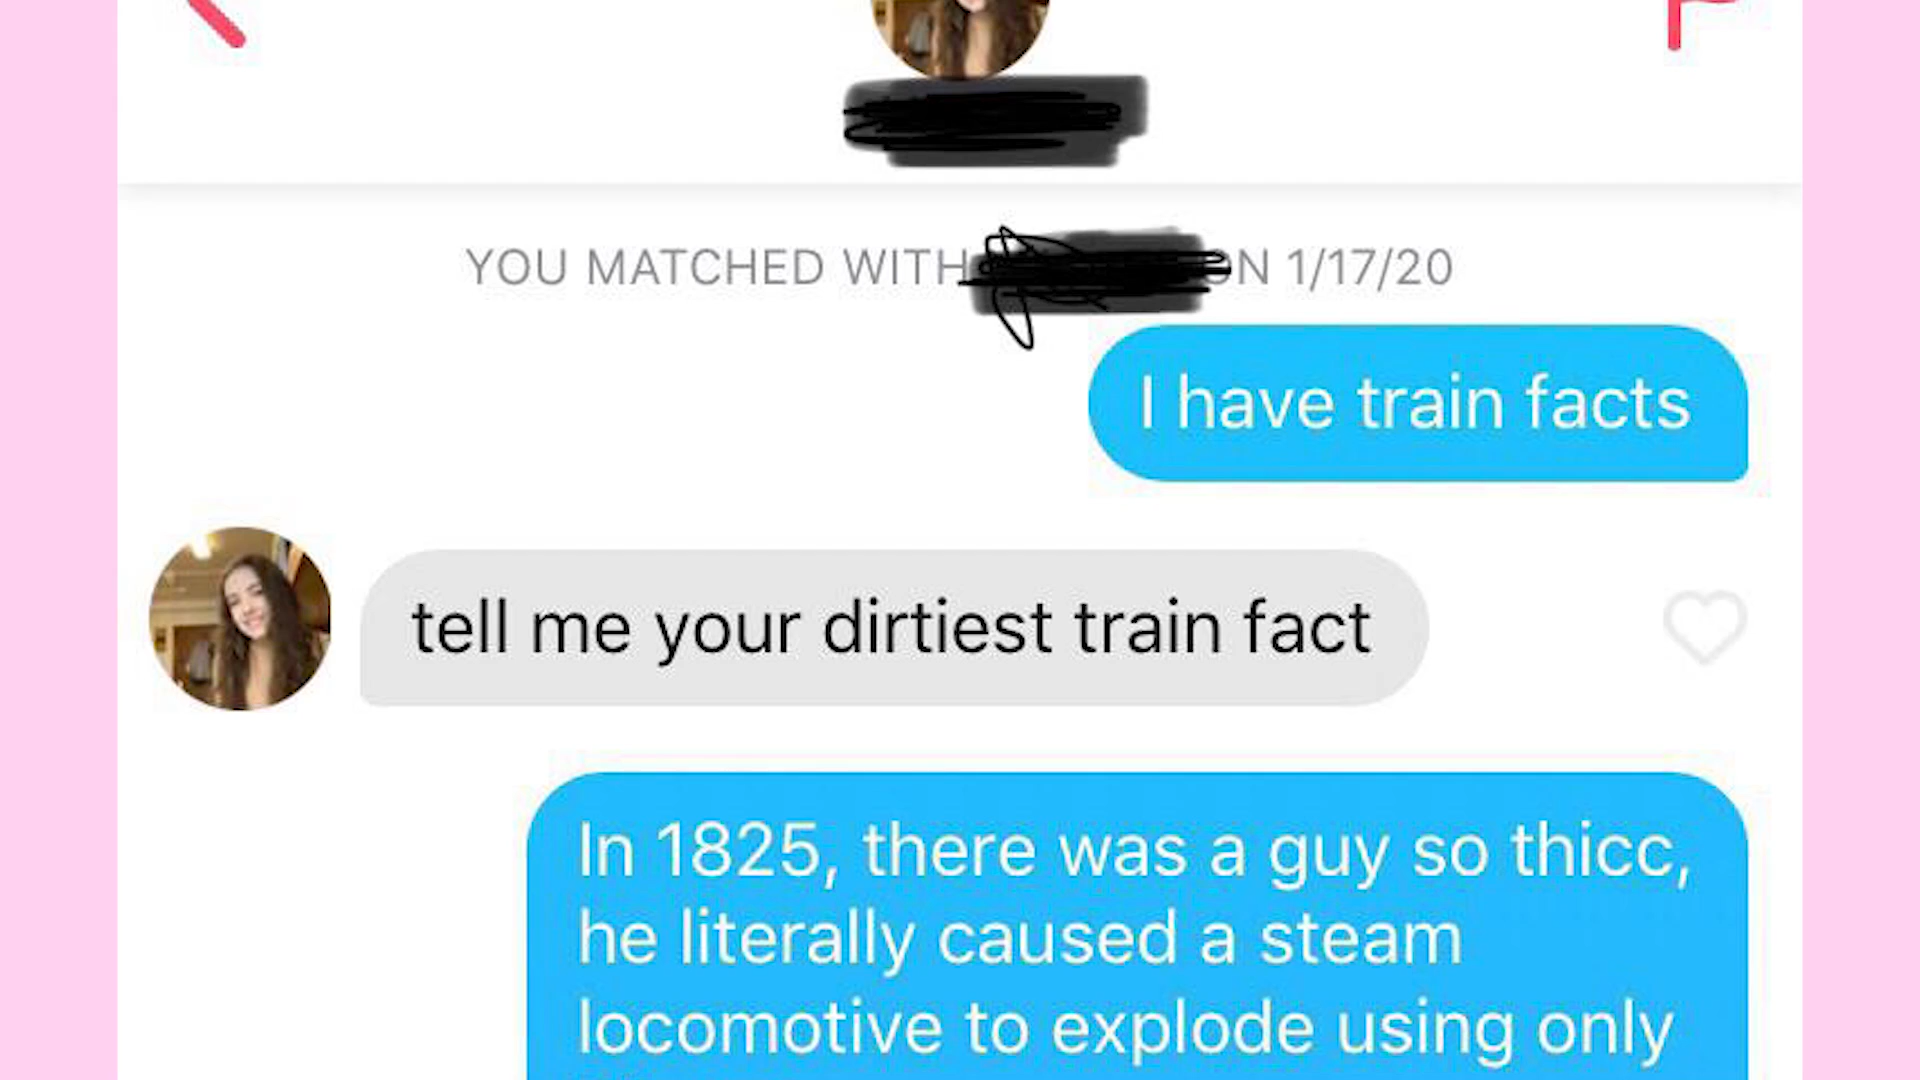 YOU MATCHED WITH ON 1/17/20
I have train facts
tell me your dirtiest train fact
In 1825, there was a guy so thicc,
he literally caused a steam
locomotive to explode using only